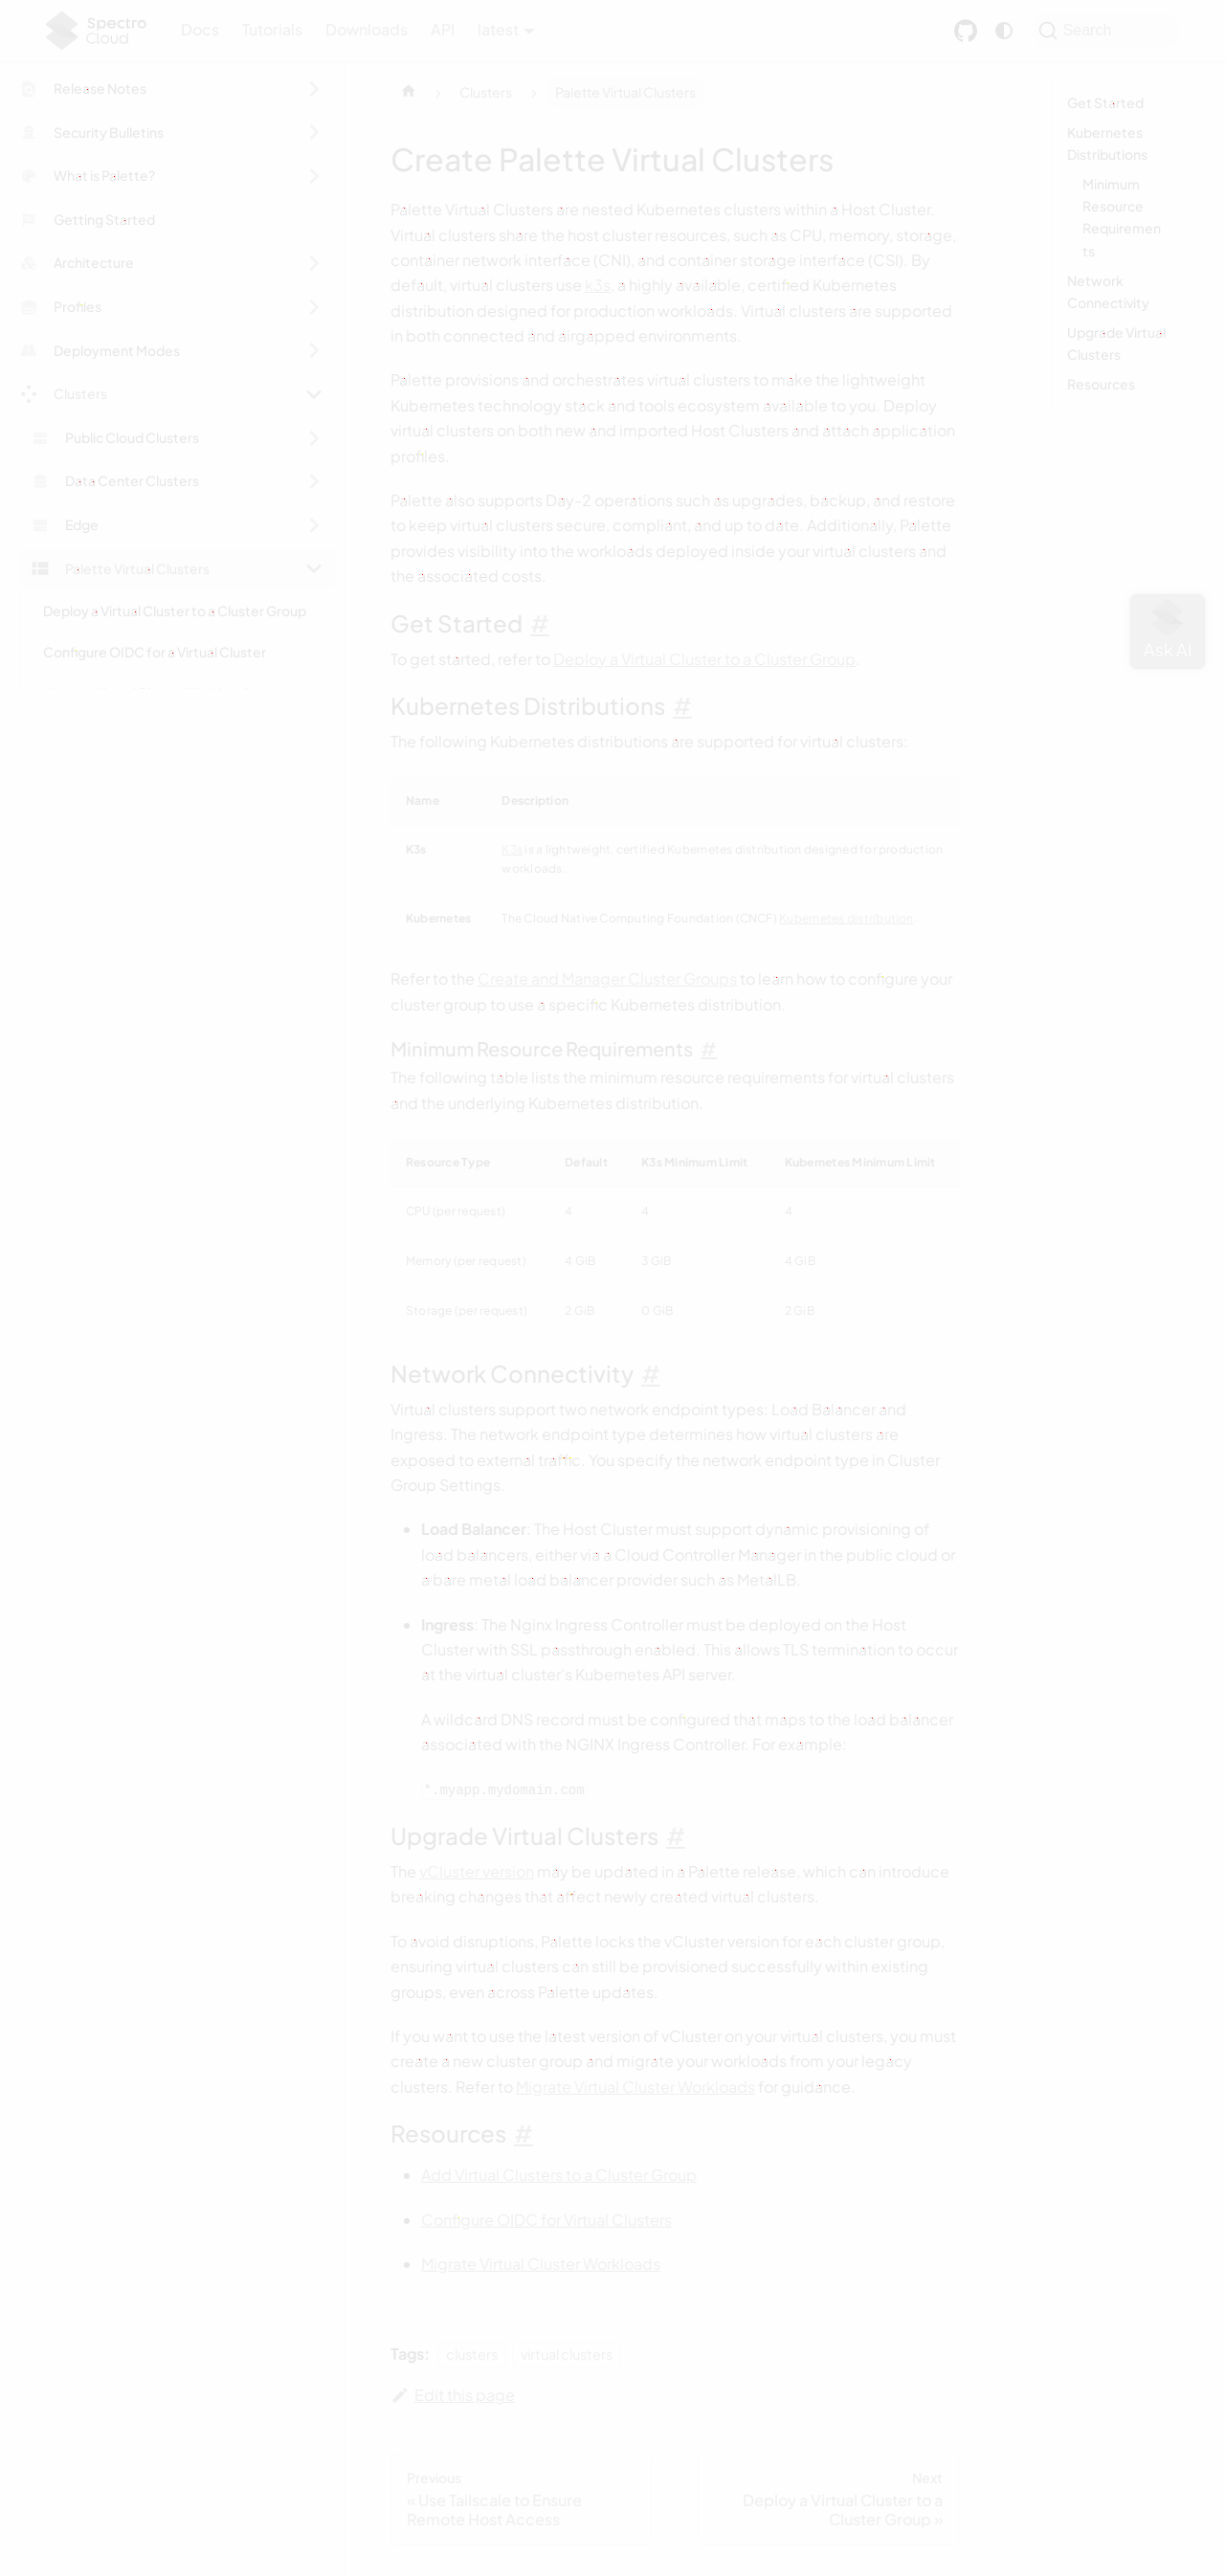 Spectro
Cloud
Docs
Tutorials
Downloads
API
latest
Search
Release Notes
Security Bulletins
What is Palette?
Getting Started
Architecture
Profiles
Deployment Modes
Clusters
Public Cloud Clusters
Data Center Clusters
Edge
Palette Virtual Clusters
Deploy a Virtual Cluster to a Cluster Group
Configure OIDC for a Virtual Cluster
Clusters
Palette Virtual Clusters
Create Palette Virtual Clusters
Palette Virtual Clusters are nested Kubernetes clusters within a Host Cluster.
Virtual clusters share the host cluster resources, such as CPU, memory, storage,
container network interface (CNI), and container storage interface (CSI). By
default, virtual clusters use k3s, a highly available, certified Kubernetes
distribution designed for production workloads. Virtual clusters are supported
in both connected and airgapped environments.
Palette provisions and orchestrates virtual clusters to make the lightweight
Kubernetes technology stack and tools ecosystem available to you. Deploy
virtual clusters on both new and imported Host Clusters and attach application
profiles.
Palette also supports Day-2 operations such as upgrades, backup, and restore
to keep virtual clusters secure, compliant, and up to date. Additionally, Palette
provides visibility into the workloads deployed inside your virtual clusters and
the associated costs.
Get Started #
To get started, refer to Deploy a Virtual Cluster to a Cluster Group.
Kubernetes Distributions #
The following Kubernetes distributions are supported for virtual clusters:
Name Description
K3s K3s is a lightweight, certified Kubernetes distribution designed for production
workloads.
Kubernetes The Cloud Native Computing Foundation (CNCF) Kubernetes distribution.
Refer to the Create and Manager Cluster Groups to learn how to configure your
cluster group to use a specific Kubernetes distribution.
Minimum Resource Requirements #
The following table lists the minimum resource requirements for virtual clusters
and the underlying Kubernetes distribution.
Resource Type Default K3s Minimum Limit Kubernetes Minimum Limit
CPU (per request) 4 4 4
Memory (per request) 4 GiB 3 GiB 4 GiB
Storage (per request) 2 GiB 0 GiB 2 GiB
Network Connectivity #
Virtual clusters support two network endpoint types: Load Balancer and
Ingress. The network endpoint type determines how virtual clusters are
exposed to external traffic. You specify the network endpoint type in Cluster
Group Settings.
Load Balancer: The Host Cluster must support dynamic provisioning of
load balancers, either via a Cloud Controller Manager in the public cloud or
a bare metal load balancer provider such as MetalLB.
Ingress: The Nginx Ingress Controller must be deployed on the Host
Cluster with SSL passthrough enabled. This allows TLS termination to occur
at the virtual cluster's Kubernetes API server.
A wildcard DNS record must be configured that maps to the load balancer
associated with the NGINX Ingress Controller. For example:
*.myapp.mydomain.com
Upgrade Virtual Clusters #
The vCluster version may be updated in a Palette release, which can introduce
breaking changes that affect newly created virtual clusters.
To avoid disruptions, Palette locks the vCluster version for each cluster group,
ensuring virtual clusters can still be provisioned successfully within existing
groups, even across Palette updates.
If you want to use the latest version of vCluster on your virtual clusters, you must
create a new cluster group and migrate your workloads from your legacy
clusters. Refer to Migrate Virtual Cluster Workloads for guidance.
Resources #
Add Virtual Clusters to a Cluster Group
Configure OIDC for Virtual Clusters
Migrate Virtual Cluster Workloads
Tags: clusters virtual clusters
Edit this page
Previous
« Use Tailscale to Ensure
Remote Host Access
Next
Deploy a Virtual Cluster to a
Cluster Group »
Get Started
Kubernetes
Distributions
Minimum
Resource
Requiremen
ts
Network
Connectivity
Upgrade Virtual
Clusters
Resources
Ask AI